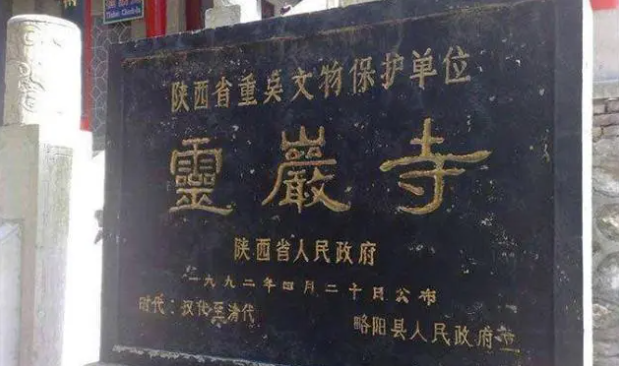 陕西省重点文物保护单位
靈巖寺
陕西省人民政府
一九九二年四月二十日公布
时代：汉代至清代
略阳县人民政府立